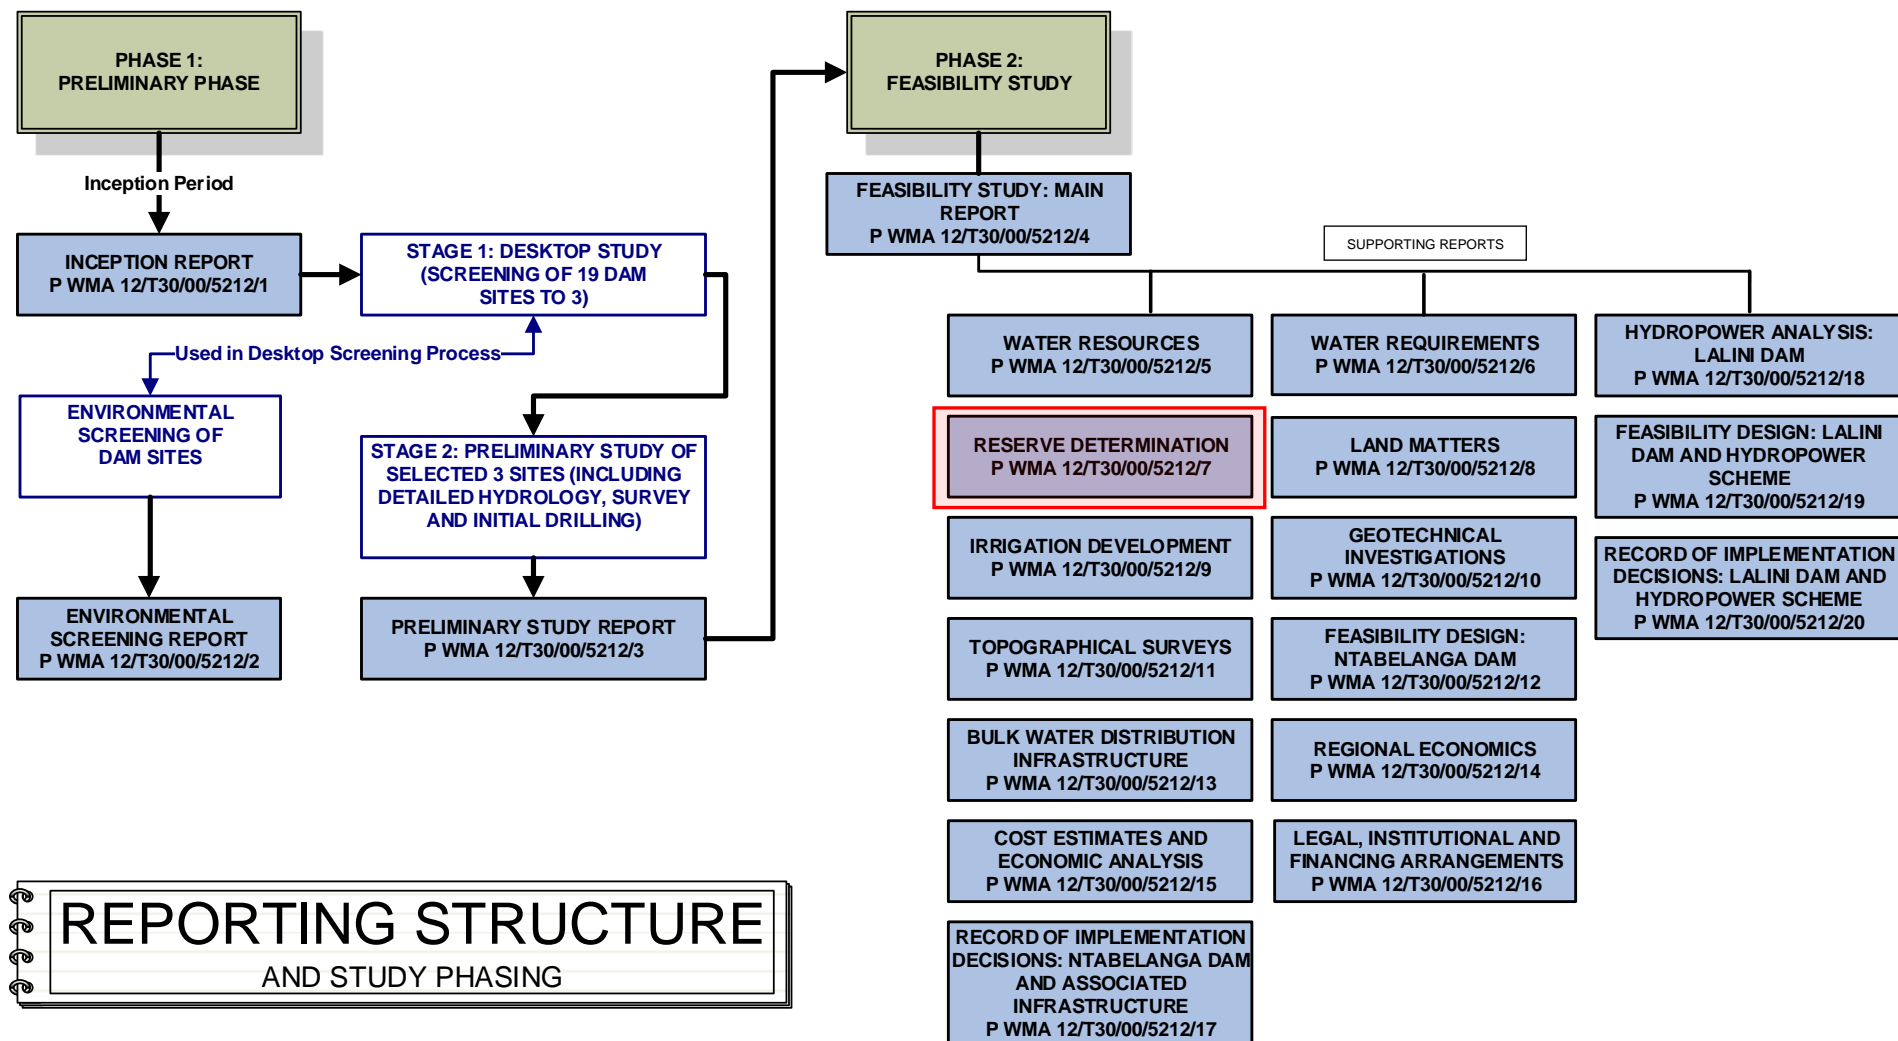 PHASE 1:
PRELIMINARY PHASE
Inception Period
INCEPTION REPORT
P WMA 12/T30/00/5212/1
STAGE 1: DESKTOP STUDY
(SCREENING OF 19 DAM
SITES TO 3)
Used in Desktop Screening Process
ENVIRONMENTAL
SCREENING OF
DAM SITES
STAGE 2: PRELIMINARY STUDY OF
SELECTED 3 SITES (INCLUDING
DETAILED HYDROLOGY, SURVEY
AND INITIAL DRILLING)
ENVIRONMENTAL
SCREENING REPORT
P WMA 12/T30/00/5212/2
PRELIMINARY STUDY REPORT
P WMA 12/T30/00/5212/3
PHASE 2:
FEASIBILITY STUDY
FEASIBILITY STUDY: MAIN
REPORT
P WMA 12/T30/00/5212/4
SUPPORTING REPORTS
WATER RESOURCES
P WMA 12/T30/00/5212/5
WATER REQUIREMENTS
P WMA 12/T30/00/5212/6
HYDROPOWER ANALYSIS:
LALINI DAM
P WMA 12/T30/00/5212/18
RESERVE DETERMINATION
P WMA 12/T30/00/5212/7
LAND MATTERS
P WMA 12/T30/00/5212/8
FEASIBILITY DESIGN: LALINI
DAM AND HYDROPOWER
SCHEME
P WMA 12/T30/00/5212/19
IRRIGATION DEVELOPMENT
P WMA 12/T30/00/5212/9
GEOTECHNICAL
INVESTIGATIONS
P WMA 12/T30/00/5212/10
RECORD OF IMPLEMENTATION
DECISIONS: LALINI DAM AND
HYDROPOWER SCHEME
P WMA 12/T30/00/5212/20
TOPOGRAPHICAL SURVEYS
P WMA 12/T30/00/5212/11
FEASIBILITY DESIGN:
NTABELANGA DAM
P WMA 12/T30/00/5212/12
BULK WATER DISTRIBUTION
INFRASTRUCTURE
P WMA 12/T30/00/5212/13
REGIONAL ECONOMICS
P WMA 12/T30/00/5212/14
COST ESTIMATES AND
ECONOMIC ANALYSIS
P WMA 12/T30/00/5212/15
LEGAL, INSTITUTIONAL AND
FINANCING ARRANGEMENTS
P WMA 12/T30/00/5212/16
RECORD OF IMPLEMENTATION
DECISIONS: NTABELANGA DAM
AND ASSOCIATED
INFRASTRUCTURE
P WMA 12/T30/00/5212/17
REPORTING STRUCTURE
AND STUDY PHASING